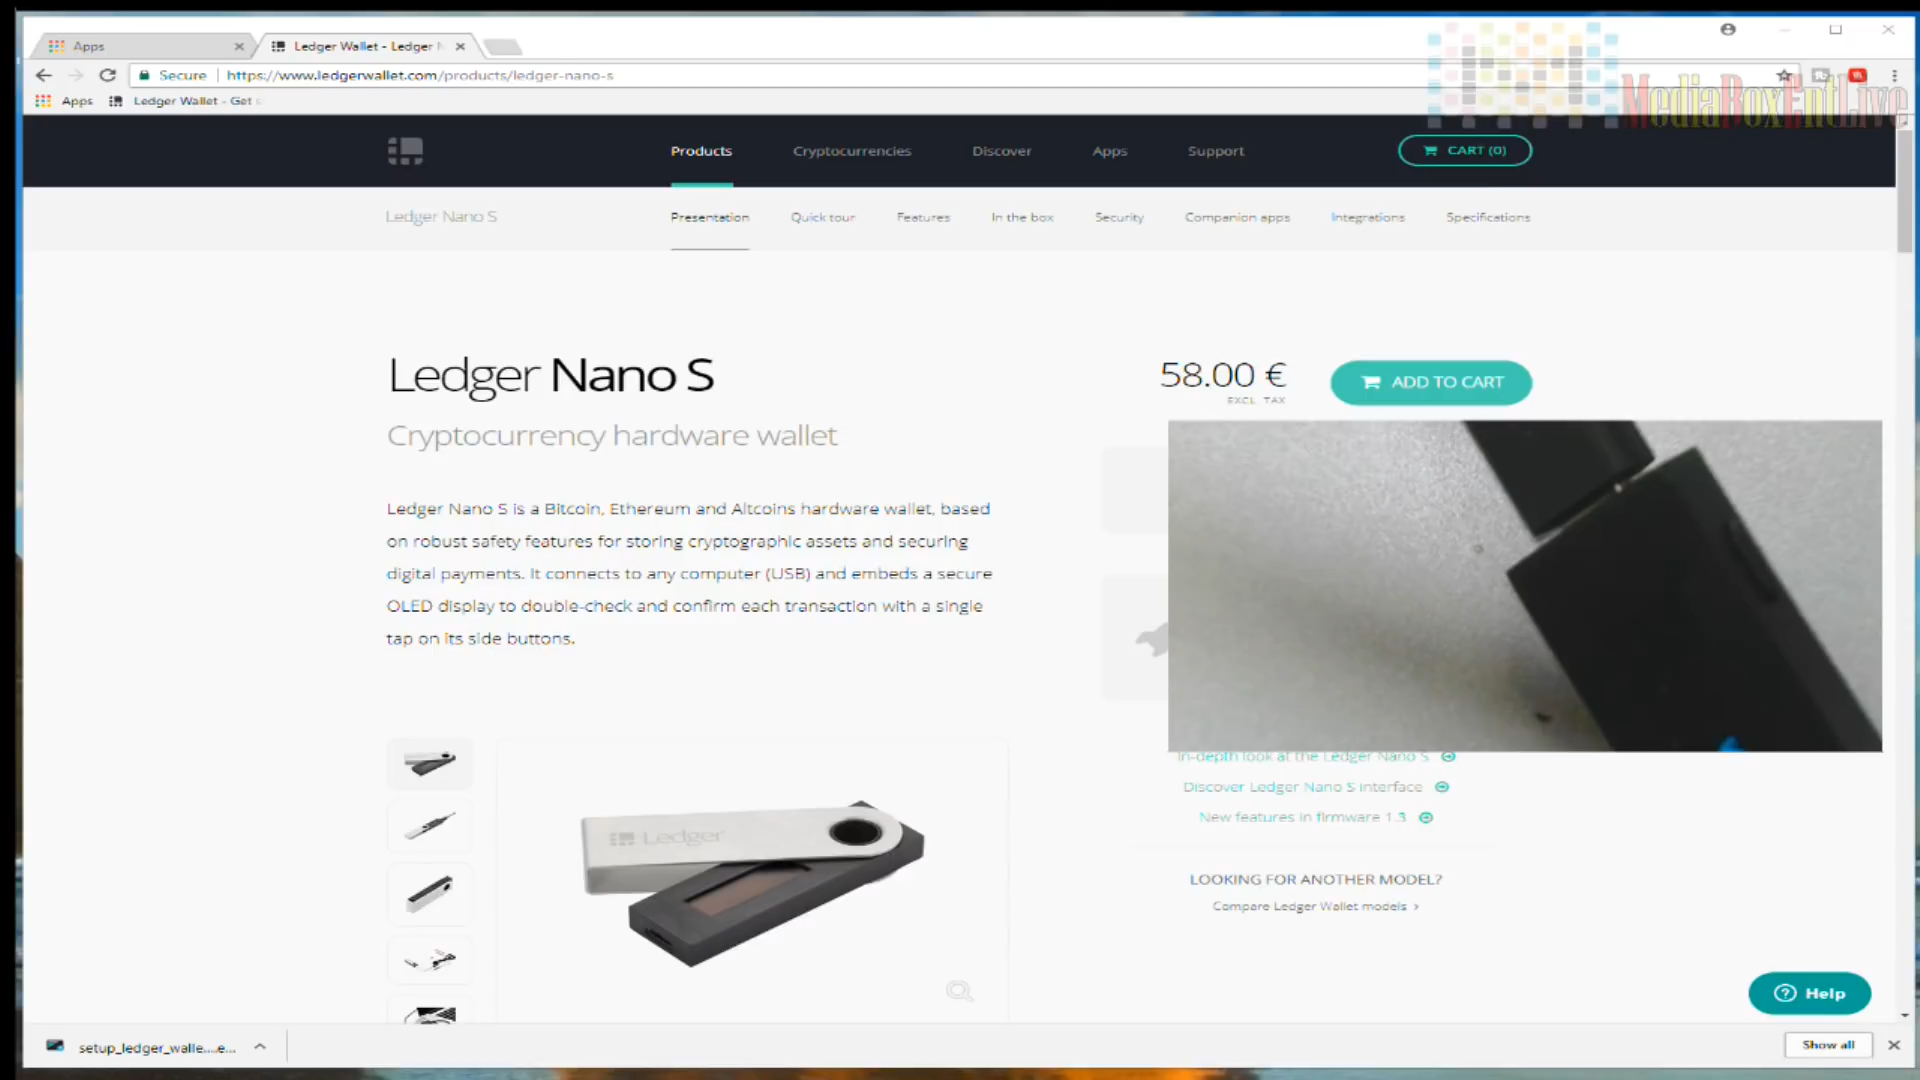 Apps
Ledger Wallet - Ledger N
Secure
https://www.ledgerwallet.com/products/ledger-nano-s
MediaBoxEntLive
Apps
Ledger Wallet - Get s
Products
Cryptocurrencies
Discover
Apps
Support
CART (0)
Ledger Nano S
Presentation
Quick tour
Features
In the box
Security
Companion apps
Integrations
Specifications
Ledger Nano S
58.00 €
EXCL. TAX
ADD TO CART
Cryptocurrency hardware wallet
Ledger Nano S is a Bitcoin, Ethereum and Altcoins hardware wallet, based
on robust safety features for storing cryptographic assets and securing
digital payments. It connects to any computer (USB) and embeds a secure
OLED display to double-check and confirm each transaction with a single
tap on its side buttons.
In-depth look at the Ledger Nano S
Discover Ledger Nano S interface
New features in firmware 1.3
Ledger
LOOKING FOR ANOTHER MODEL?
Compare Ledger Wallet models >
Help
setup_ledger_walle....e...
Show all